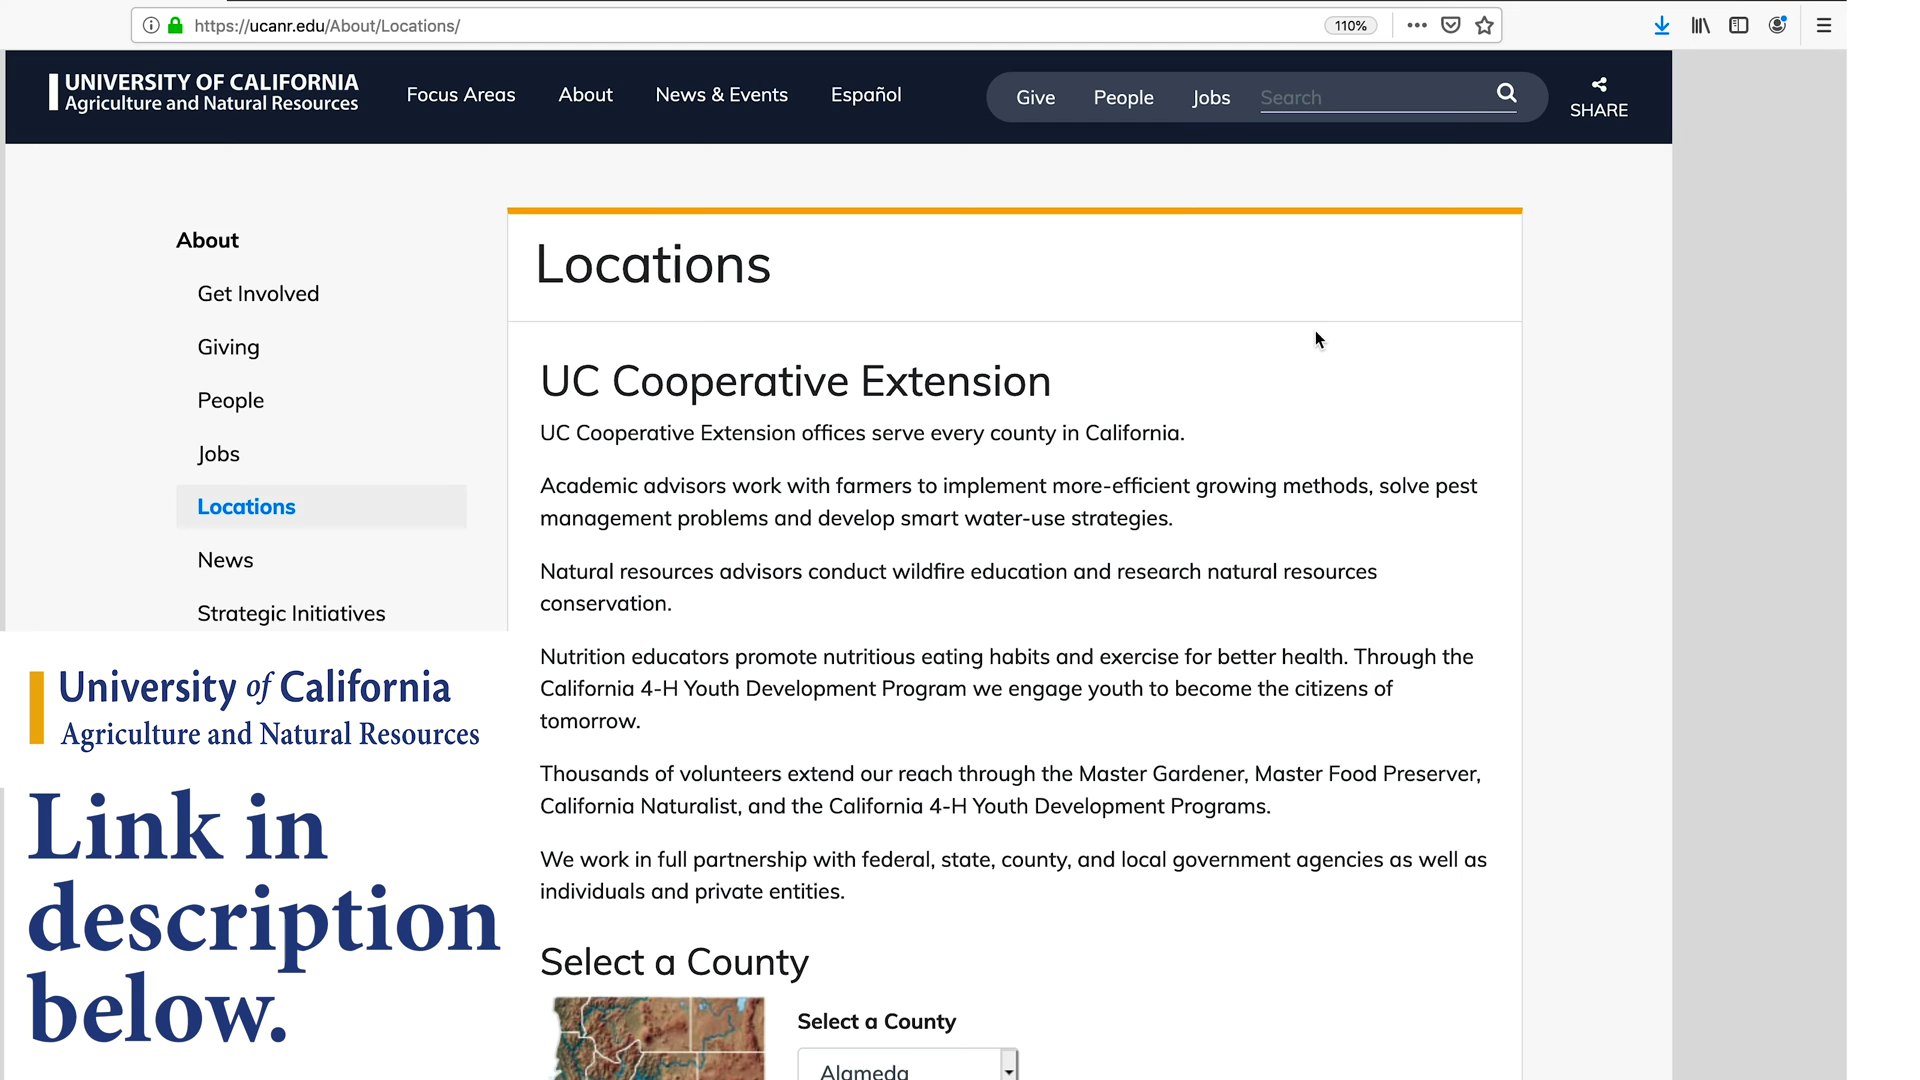 https://ucanr.edu/About/Locations/
110%
UNIVERSITY OF CALIFORNIA
Agriculture and Natural Resources
Focus Areas
About
News & Events
Español
Give
People
Jobs
Search
SHARE
About
Get Involved
Giving
People
Jobs
Locations
News
Strategic Initiatives
Locations
UC Cooperative Extension
UC Cooperative Extension offices serve every county in California.
Academic advisors work with farmers to implement more-efficient growing methods, solve pest
management problems and develop smart water-use strategies.
Natural resources advisors conduct wildfire education and research natural resources
conservation.
Nutrition educators promote nutritious eating habits and exercise for better health. Through the
California 4-H Youth Development Program we engage youth to become the citizens of
tomorrow.
Thousands of volunteers extend our reach through the Master Gardener, Master Food Preserver,
California Naturalist, and the California 4-H Youth Development Programs.
We work in full partnership with federal, state, county, and local government agencies as well as
individuals and private entities.
Select a County
Select a County
Alameda
University of California
Agriculture and Natural Resources
Link in
description
below.